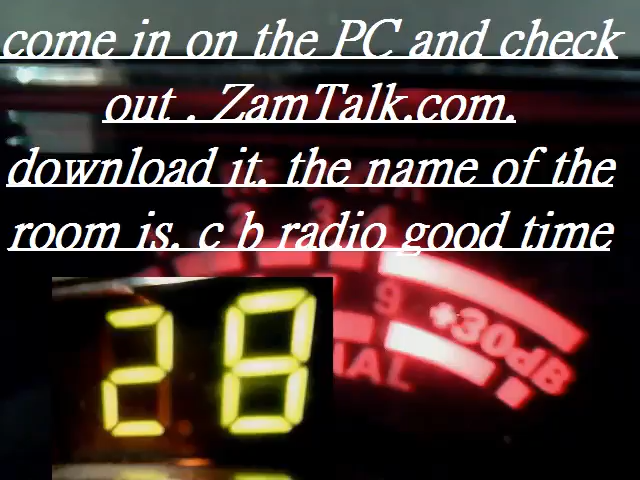 come in on the PC and check
out . ZamTalk.com.
download it. the name of the
room is. c b radio good time
9 +30dB
28